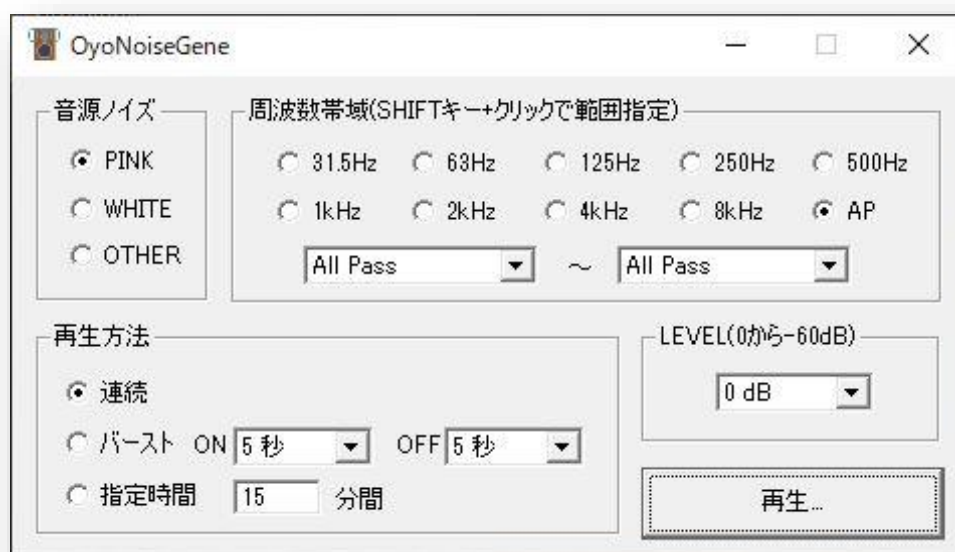 OyoNoiseGene
音源ノイズ
PINK
WHITE
OTHER
周波数帯域(SHIFTキー+クリックで範囲指定)
31.5Hz 63Hz 125Hz 250Hz 500Hz
1kHz 2kHz 4kHz 8kHz AP
All Pass ～ All Pass
再生方法
連続
バースト ON 5 秒 OFF 5 秒
指定時間 15 分間
LEVEL(0から-60dB)
0 dB
再生...